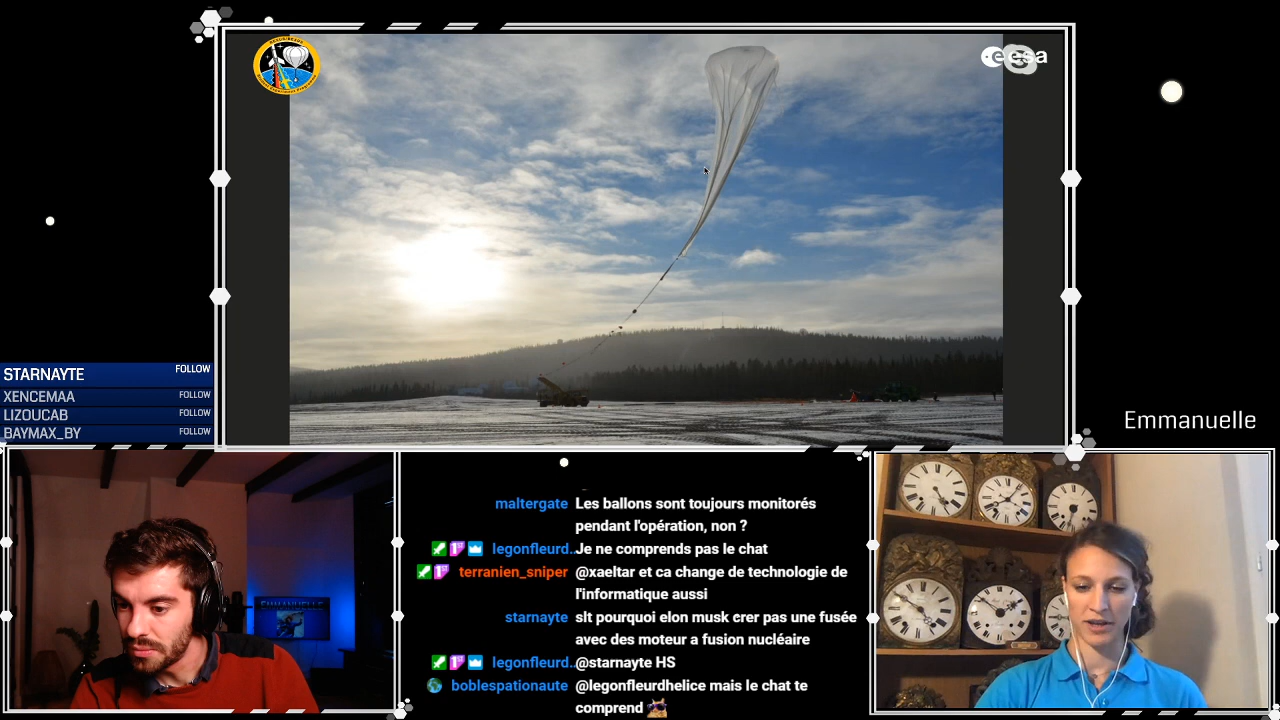 esa
STARNAYTE FOLLOW
XENCEMAA FOLLOW
LIZOUCAB FOLLOW
BAYMAX_BY FOLLOW
Emmanuelle
maltergate Les ballons sont toujours monitorés
pendant l'opération, non ?
legonfleurd.. Je ne comprends pas le chat
terranien_sniper @xaeltar et ca change de technologie de
l'informatique aussi
starnayte slt pourquoi elon musk crer pas une fusée
avec des moteur a fusion nucléaire
legonfleurd.. @starnayte HS
boblespationaute @legonfleurdhelice mais le chat te
comprend
EMMANUELLE